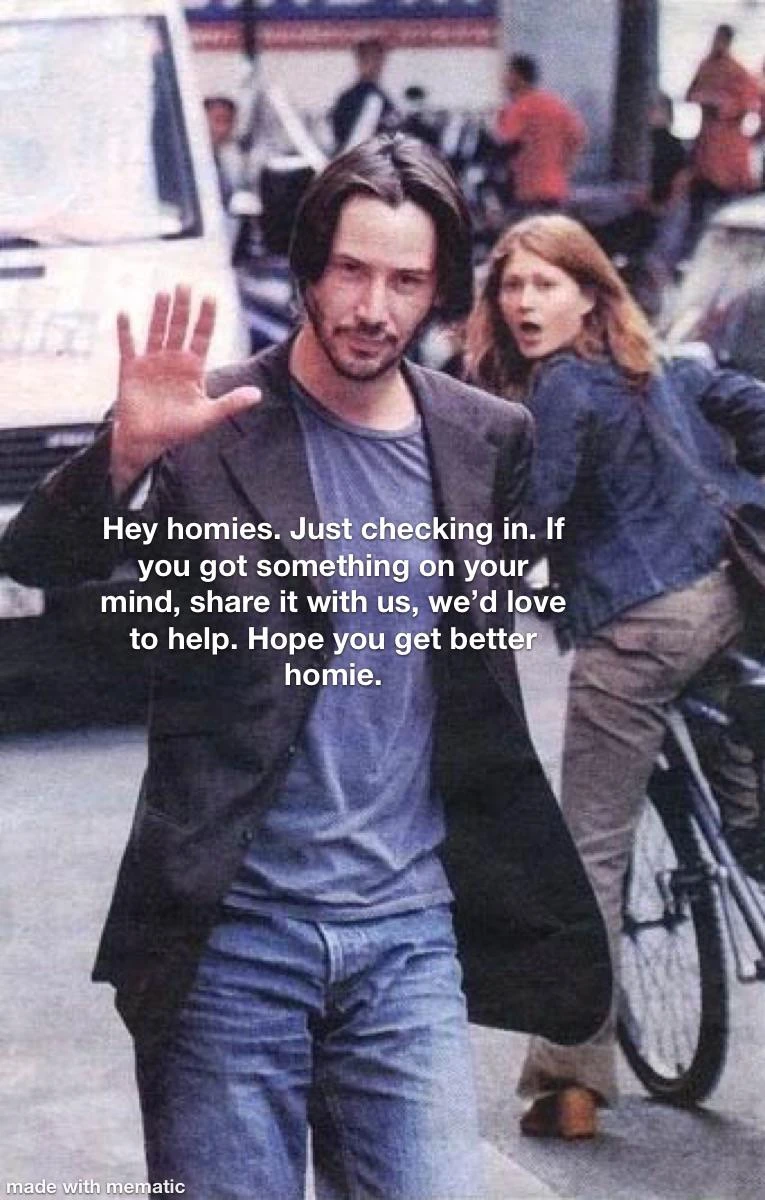 Hey homies. Just checking in. If
you got something on your
mind, share it with us, we’d love
to help. Hope you get better
homie.
made with mematic